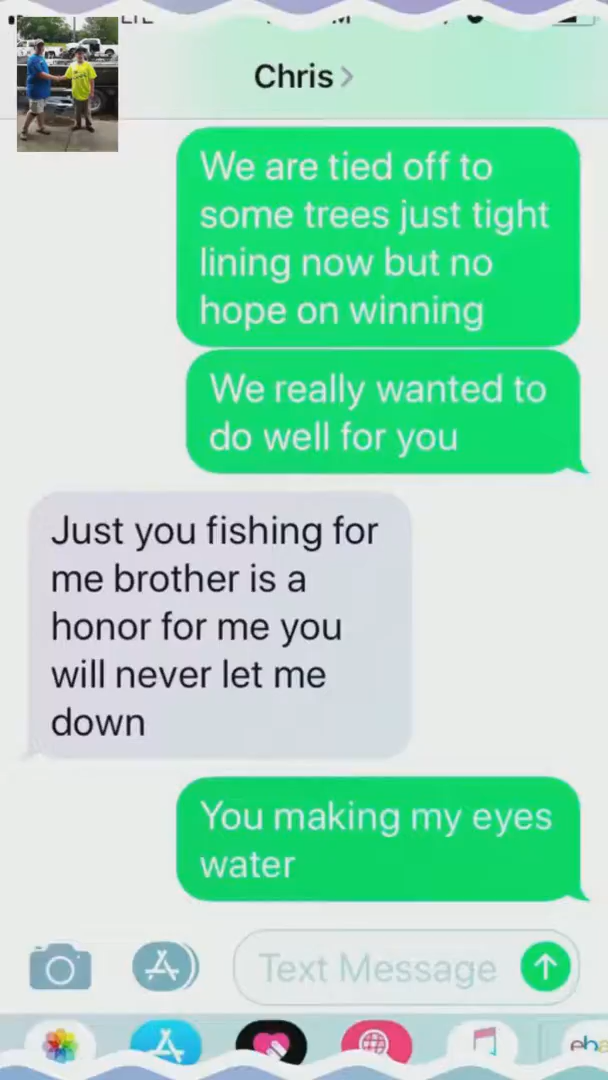 Chris
We are tied off to
some trees just tight
lining now but no
hope on winning
We really wanted to
do well for you
Just you fishing for
me brother is a
honor for me you
will never let me
down
You making my eyes
water
Text Message